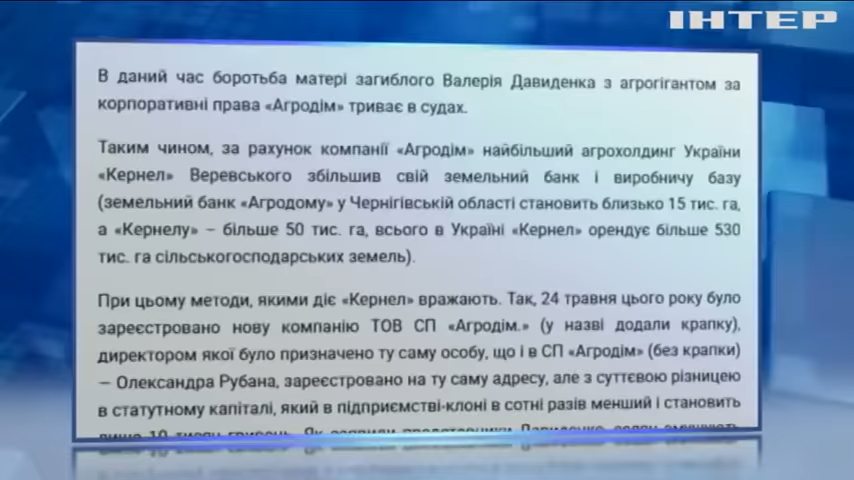 ІНТЕР
В даний час боротьба матері загиблого Валерія Давиденка з агрогігантом за
корпоративні права «Агродім» триває в судах.
Таким чином, за рахунок компанії «Агродім» найбільший агрохолдинг України
«Кернел» Веревського збільшив свій земельний банк і виробничу базу
(земельний банк «Агродому» у Чернігівській області становить близько 15 тис. га,
а «Кернелу» – більше 50 тис. га, всього в Україні «Кернел» орендує більше 530
тис. га сільськогосподарських земель).
При цьому методи, якими діє «Кернел» вражають. Так, 24 травня цього року було
зареєстровано нову компанію ТОВ СП «Агродім.» (у назві додали крапку),
директором якої було призначено ту саму особу, що і в СП «Агродім» (без крапки)
– Олександра Рубана, зареєстровано на ту саму адресу, але з суттєвою різницею
в статутному капіталі, який в підприємстві-клоні в сотні разів менший і становить